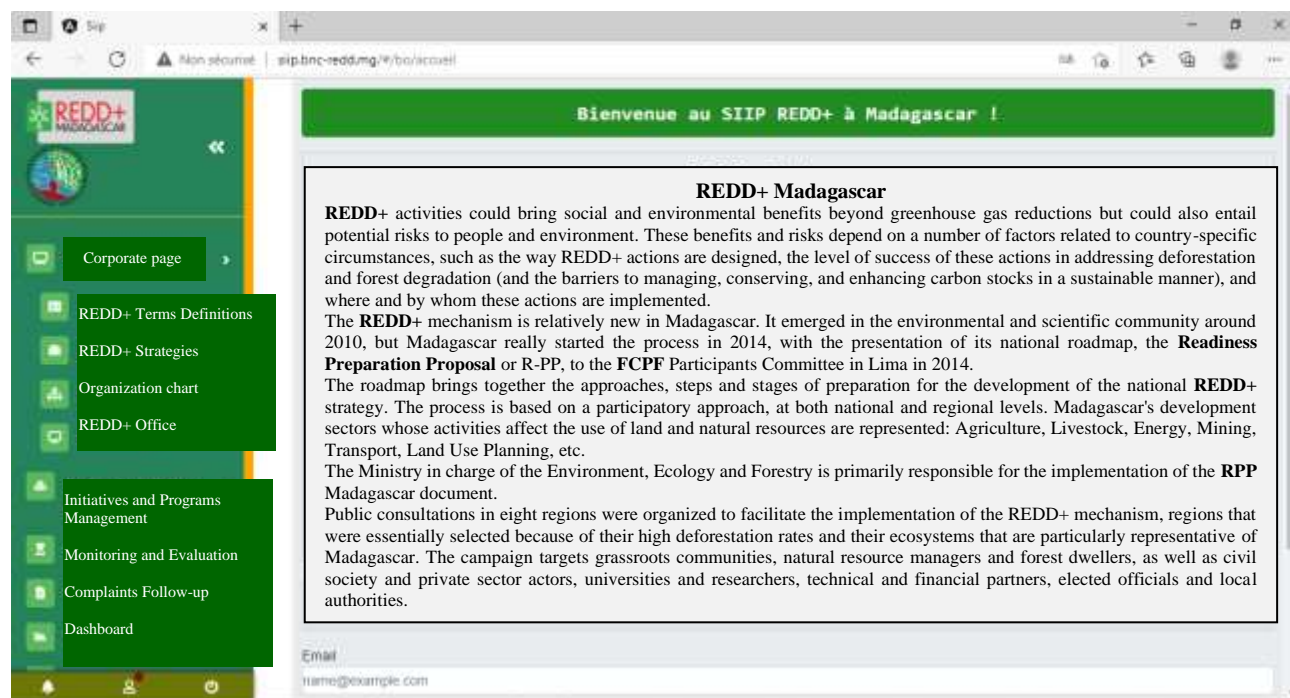 Siip
Non sécurisé
siip.bnc-redd.mg/#/bo/accueil
REDD+
MADAGASCAR
Bienvenue au SIIP REDD+ à Madagascar !
Corporate page
REDD+ Terms Definitions
REDD+ Strategies
Organization chart
REDD+ Office
Initiatives and Programs
Management
Monitoring and Evaluation
Complaints Follow-up
Dashboard
REDD+ Madagascar
REDD+ activities could bring social and environmental benefits beyond greenhouse gas reductions but could also entail
potential risks to people and environment. These benefits and risks depend on a number of factors related to country-specific
circumstances, such as the way REDD+ actions are designed, the level of success of these actions in addressing deforestation
and forest degradation (and the barriers to managing, conserving, and enhancing carbon stocks in a sustainable manner), and
where and by whom these actions are implemented.
The REDD+ mechanism is relatively new in Madagascar. It emerged in the environmental and scientific community around
2010, but Madagascar really started the process in 2014, with the presentation of its national roadmap, the Readiness
Preparation Proposal or R-PP, to the FCPF Participants Committee in Lima in 2014.
The roadmap brings together the approaches, steps and stages of preparation for the development of the national REDD+
strategy. The process is based on a participatory approach, at both national and regional levels. Madagascar's development
sectors whose activities affect the use of land and natural resources are represented: Agriculture, Livestock, Energy, Mining,
Transport, Land Use Planning, etc.
The Ministry in charge of the Environment, Ecology and Forestry is primarily responsible for the implementation of the RPP
Madagascar document.
Public consultations in eight regions were organized to facilitate the implementation of the REDD+ mechanism, regions that
were essentially selected because of their high deforestation rates and their ecosystems that are particularly representative of
Madagascar. The campaign targets grassroots communities, natural resource managers and forest dwellers, as well as civil
society and private sector actors, universities and researchers, technical and financial partners, elected officials and local
authorities.
Email
name@example.com